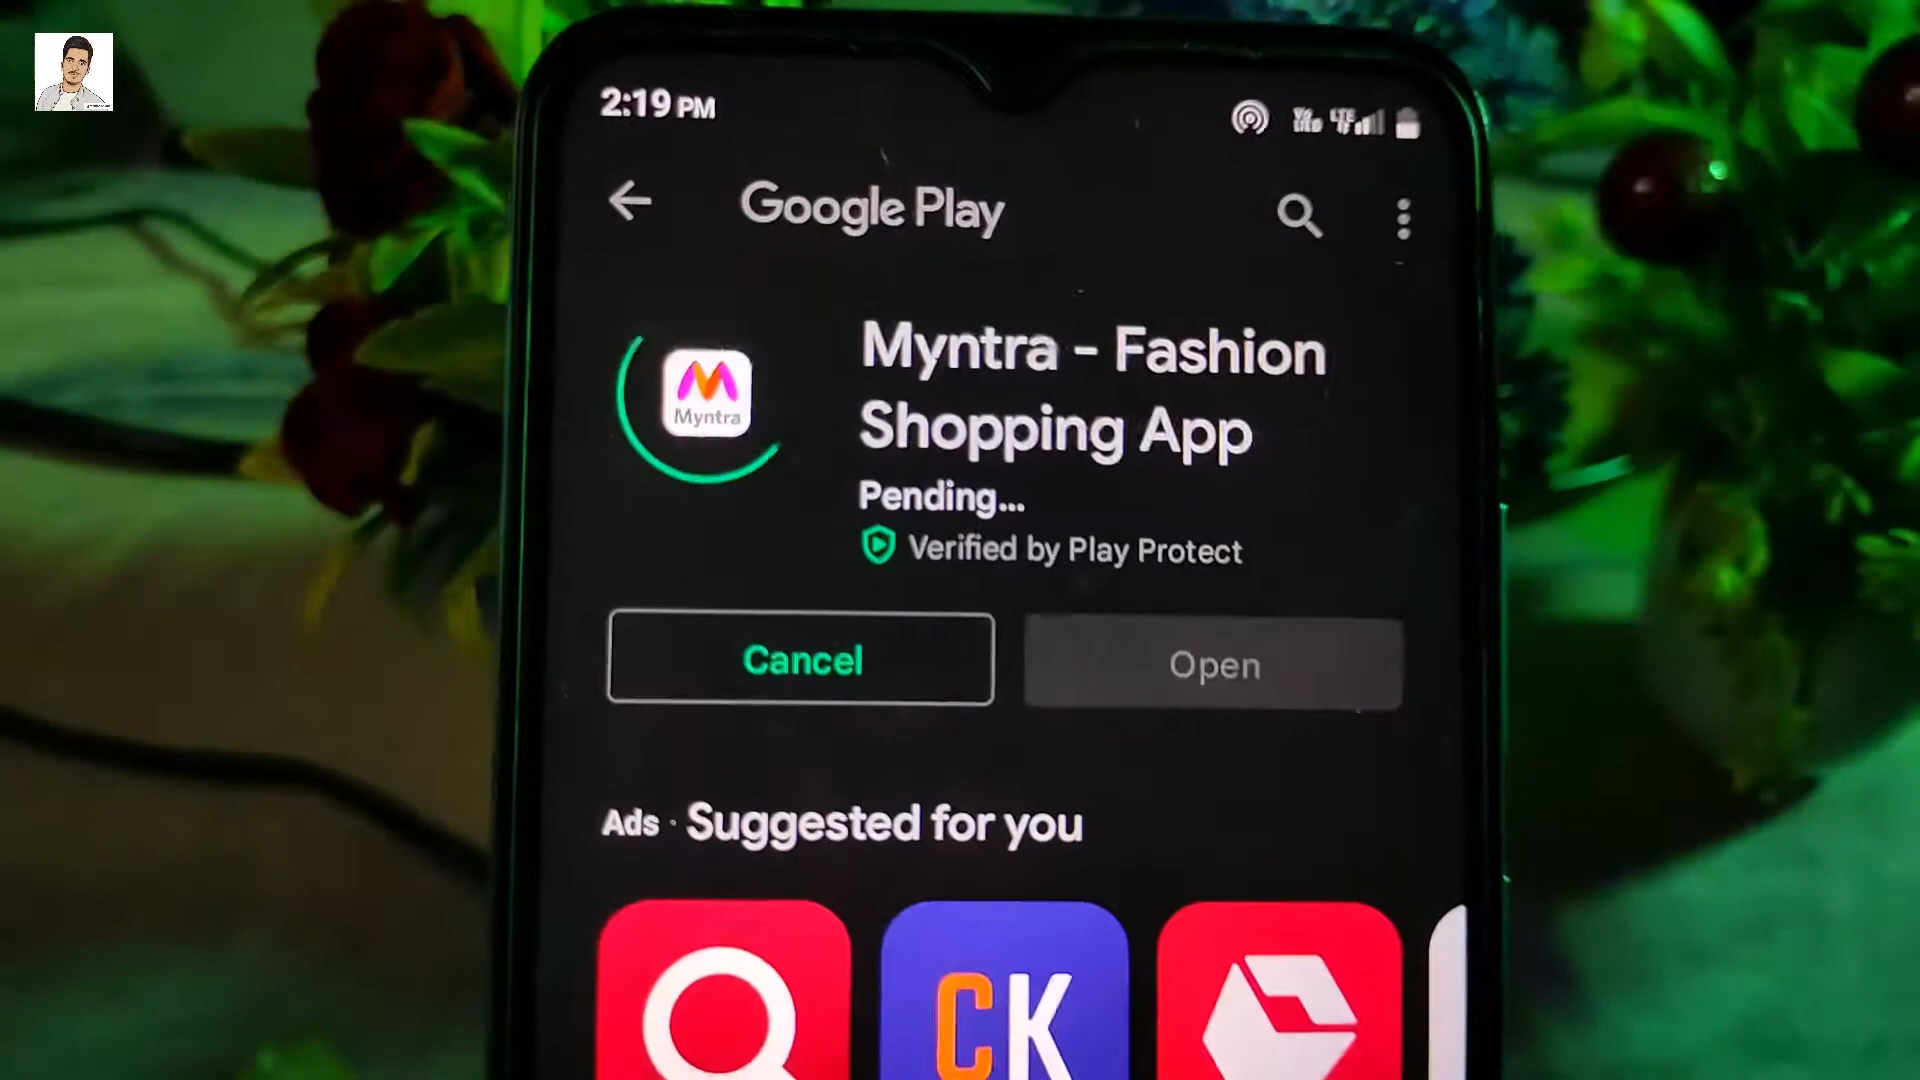 2:19 PM
Google Play
Myntra - Fashion
Shopping App
Myntra
Pending...
Verified by Play Protect
Cancel
Open
Ads · Suggested for you
CK